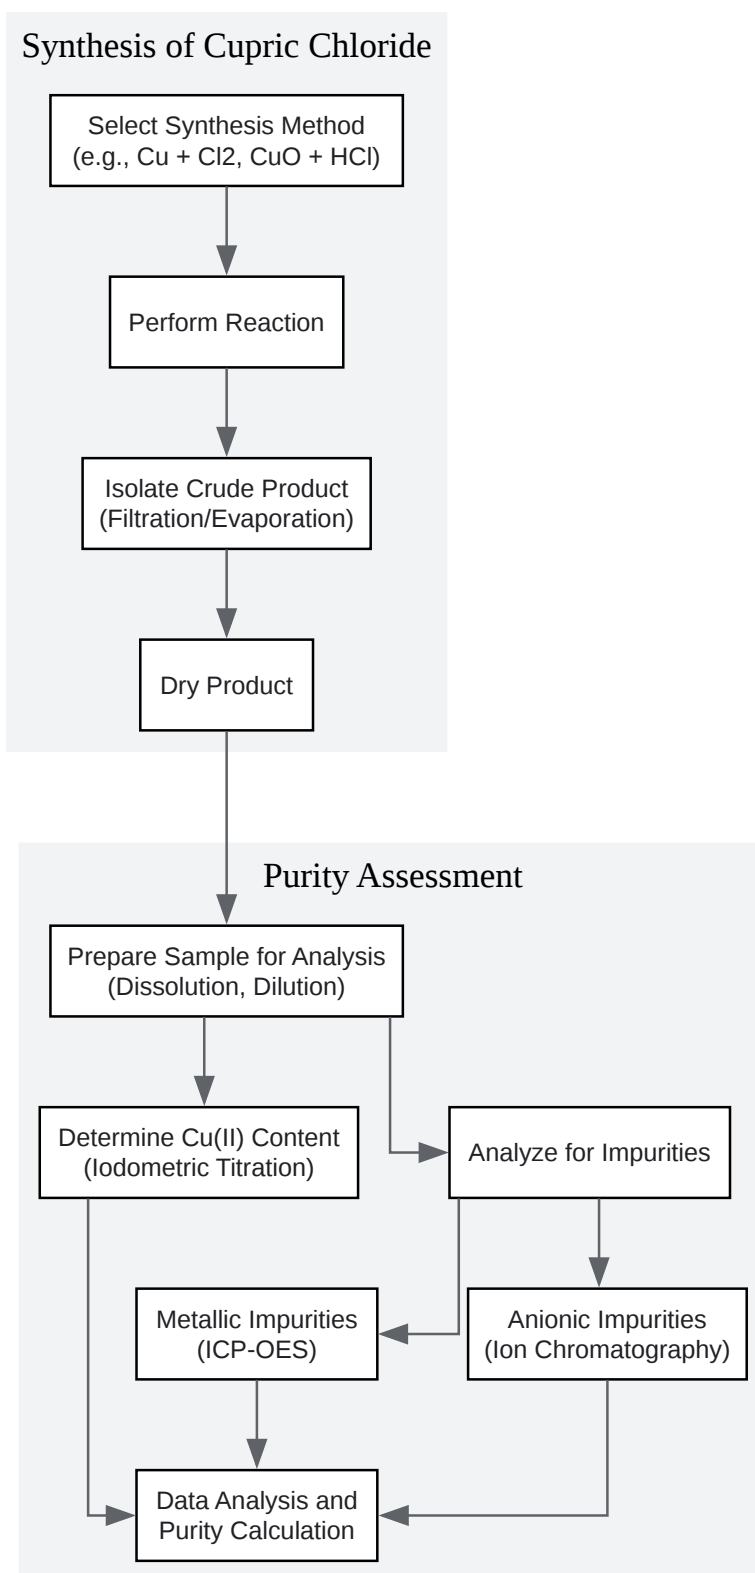 Synthesis of Cupric Chloride
Select Synthesis Method
(e.g., Cu + Cl2, CuO + HCl)
Perform Reaction
Isolate Crude Product
(Filtration/Evaporation)
Dry Product
Purity Assessment
Prepare Sample for Analysis
(Dissolution, Dilution)
Determine Cu(II) Content
(Iodometric Titration)
Analyze for Impurities
Metallic Impurities
(ICP-OES)
Anionic Impurities
(Ion Chromatography)
Data Analysis and
Purity Calculation